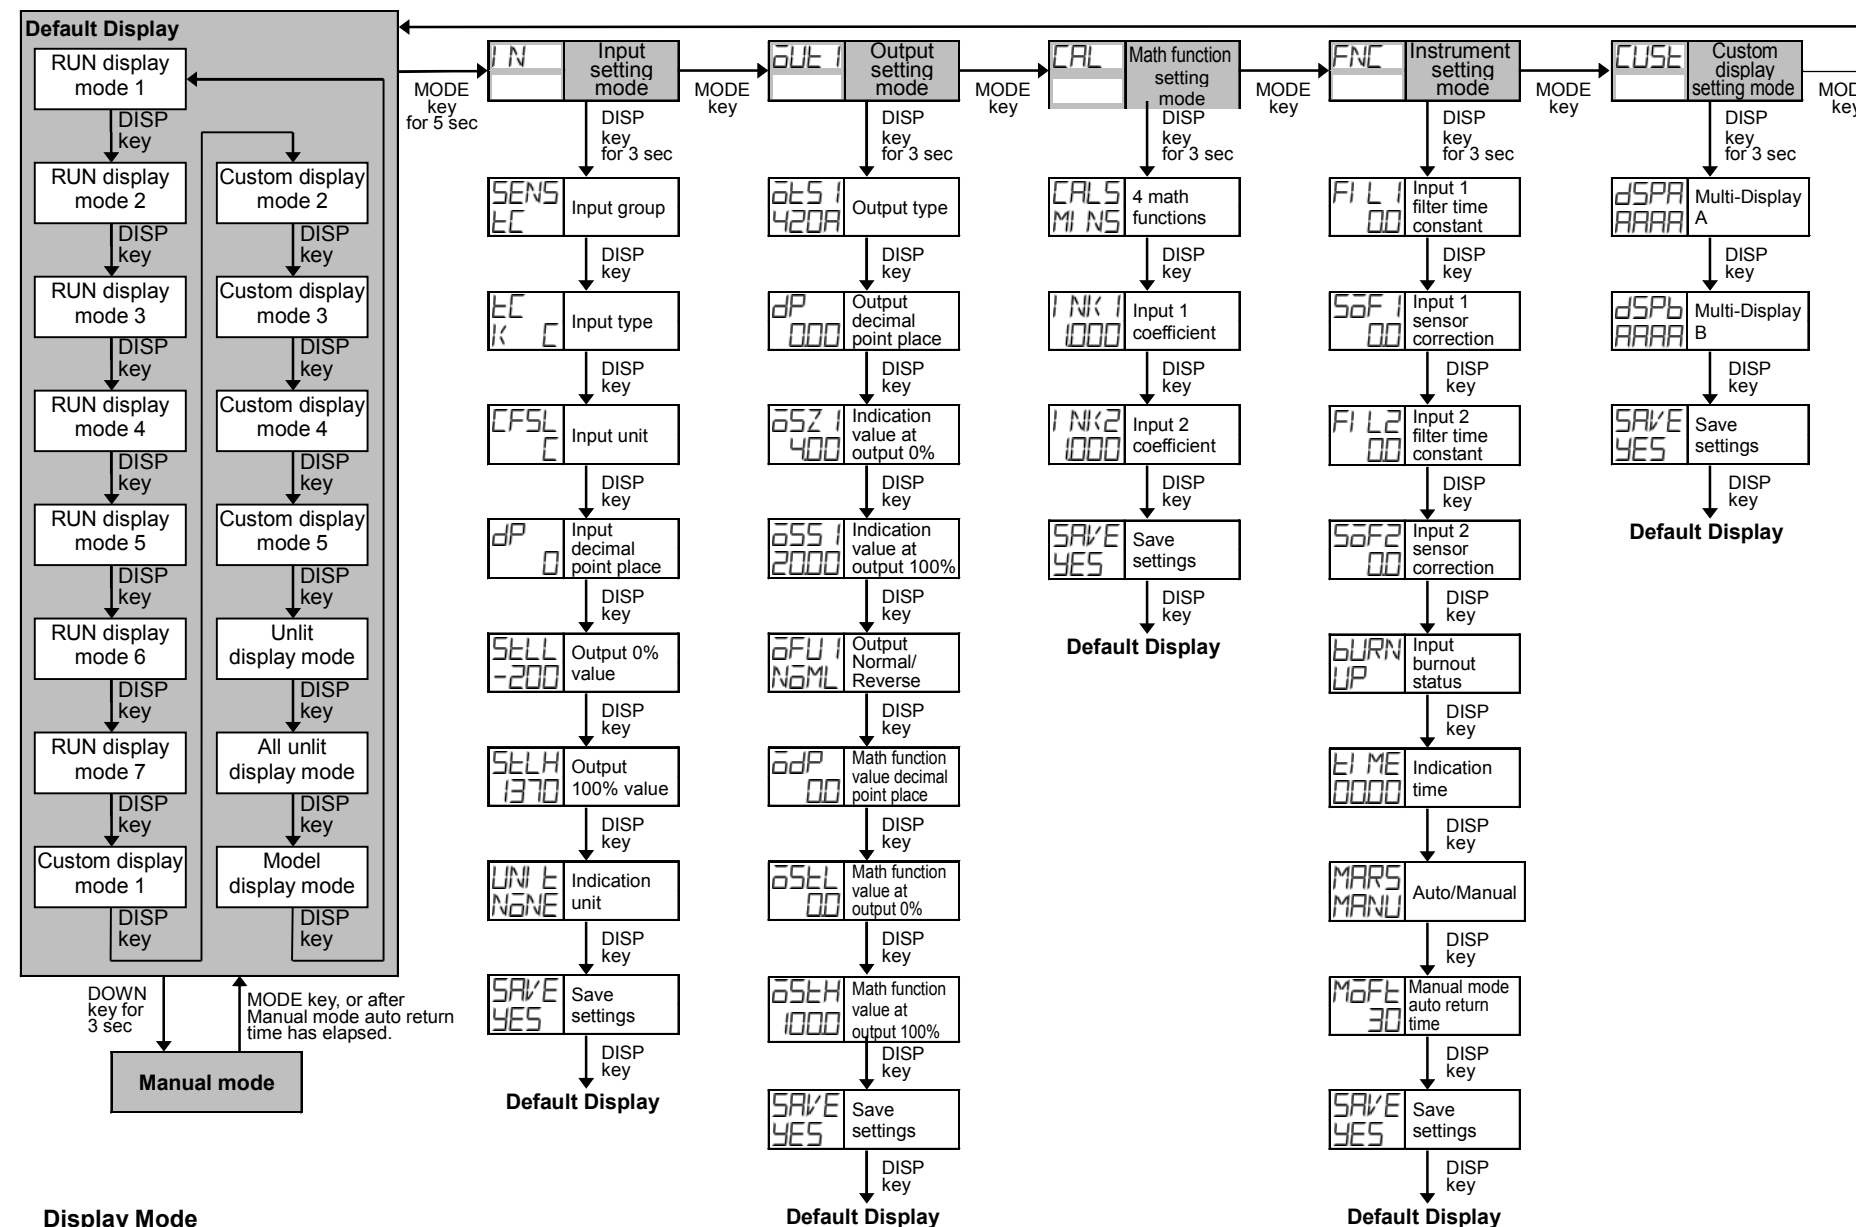 Default Display
RUN display
mode 1
DISP
key
RUN display
mode 2
DISP
key
RUN display
mode 3
DISP
key
RUN display
mode 4
DISP
key
RUN display
mode 5
DISP
key
RUN display
mode 6
DISP
key
RUN display
mode 7
DISP
key
Custom display
mode 1
DISP
key
Custom display
mode 2
DISP
key
Custom display
mode 3
DISP
key
Custom display
mode 4
DISP
key
Custom display
mode 5
DISP
key
Unlit
display mode
DISP
key
All unlit
display mode
DISP
key
Model
display mode
DISP
key
DOWN
key for
3 sec
MODE key, or after
Manual mode auto return
time has elapsed.
Manual mode
Display Mode
MODE
key
for 5 sec
IN
Input
setting
mode
DISP
key
for 3 sec
SENS
tC
Input group
DISP
key
tC
K C
Input type
DISP
key
CFSL
C
Input unit
DISP
key
dP
0
Input
decimal
point place
DISP
key
StLL
-200
Output 0%
value
DISP
key
StLH
1370
Output
100% value
DISP
key
UNIt
NoNE
Indication
unit
DISP
key
SAVE
YES
Save
settings
DISP
key
Default Display
MODE
key
oUt1
Output
setting
mode
DISP
key
for 3 sec
otS1
420A
Output type
DISP
key
dP
0.00
Output
decimal
point place
DISP
key
oSZ1
4.00
Indication
value at
output 0%
DISP
key
oSS1
20.00
Indication
value at
output 100%
DISP
key
oFU1
NoML
Output
Normal/
Reverse
DISP
key
odP
0.0
Math function
value decimal
point place
DISP
key
oStL
0.0
Math function
value at
output 0%
DISP
key
oStH
100.0
Math function
value at
output 100%
DISP
key
SAVE
YES
Save
settings
DISP
key
Default Display
MODE
key
CAL
Math function
setting
mode
DISP
key
for 3 sec
CALS
MINS
4 math
functions
DISP
key
INK1
1.000
Input 1
coefficient
DISP
key
INK2
1.000
Input 2
coefficient
DISP
key
SAVE
YES
Save
settings
DISP
key
Default Display
MODE
key
FNC
Instrument
setting
mode
DISP
key
for 3 sec
FIL1
0.0
Input 1
filter time
constant
DISP
key
SoF1
0.0
Input 1
sensor
correction
DISP
key
FIL2
0.0
Input 2
filter time
constant
DISP
key
SoF2
0.0
Input 2
sensor
correction
DISP
key
bURN
UP
Input
burnout
status
DISP
key
tIME
00.00
Indication
time
DISP
key
MARS
MANU
Auto/Manual
DISP
key
MoFt
30
Manual mode
auto return
time
DISP
key
SAVE
YES
Save
settings
DISP
key
Default Display
MODE
key
CUSt
Custom
display
setting mode
DISP
key
for 3 sec
dSPA
AAAA
Multi-Display
A
DISP
key
dSPb
AAAA
Multi-Display
B
DISP
key
SAVE
YES
Save
settings
DISP
key
Default Display